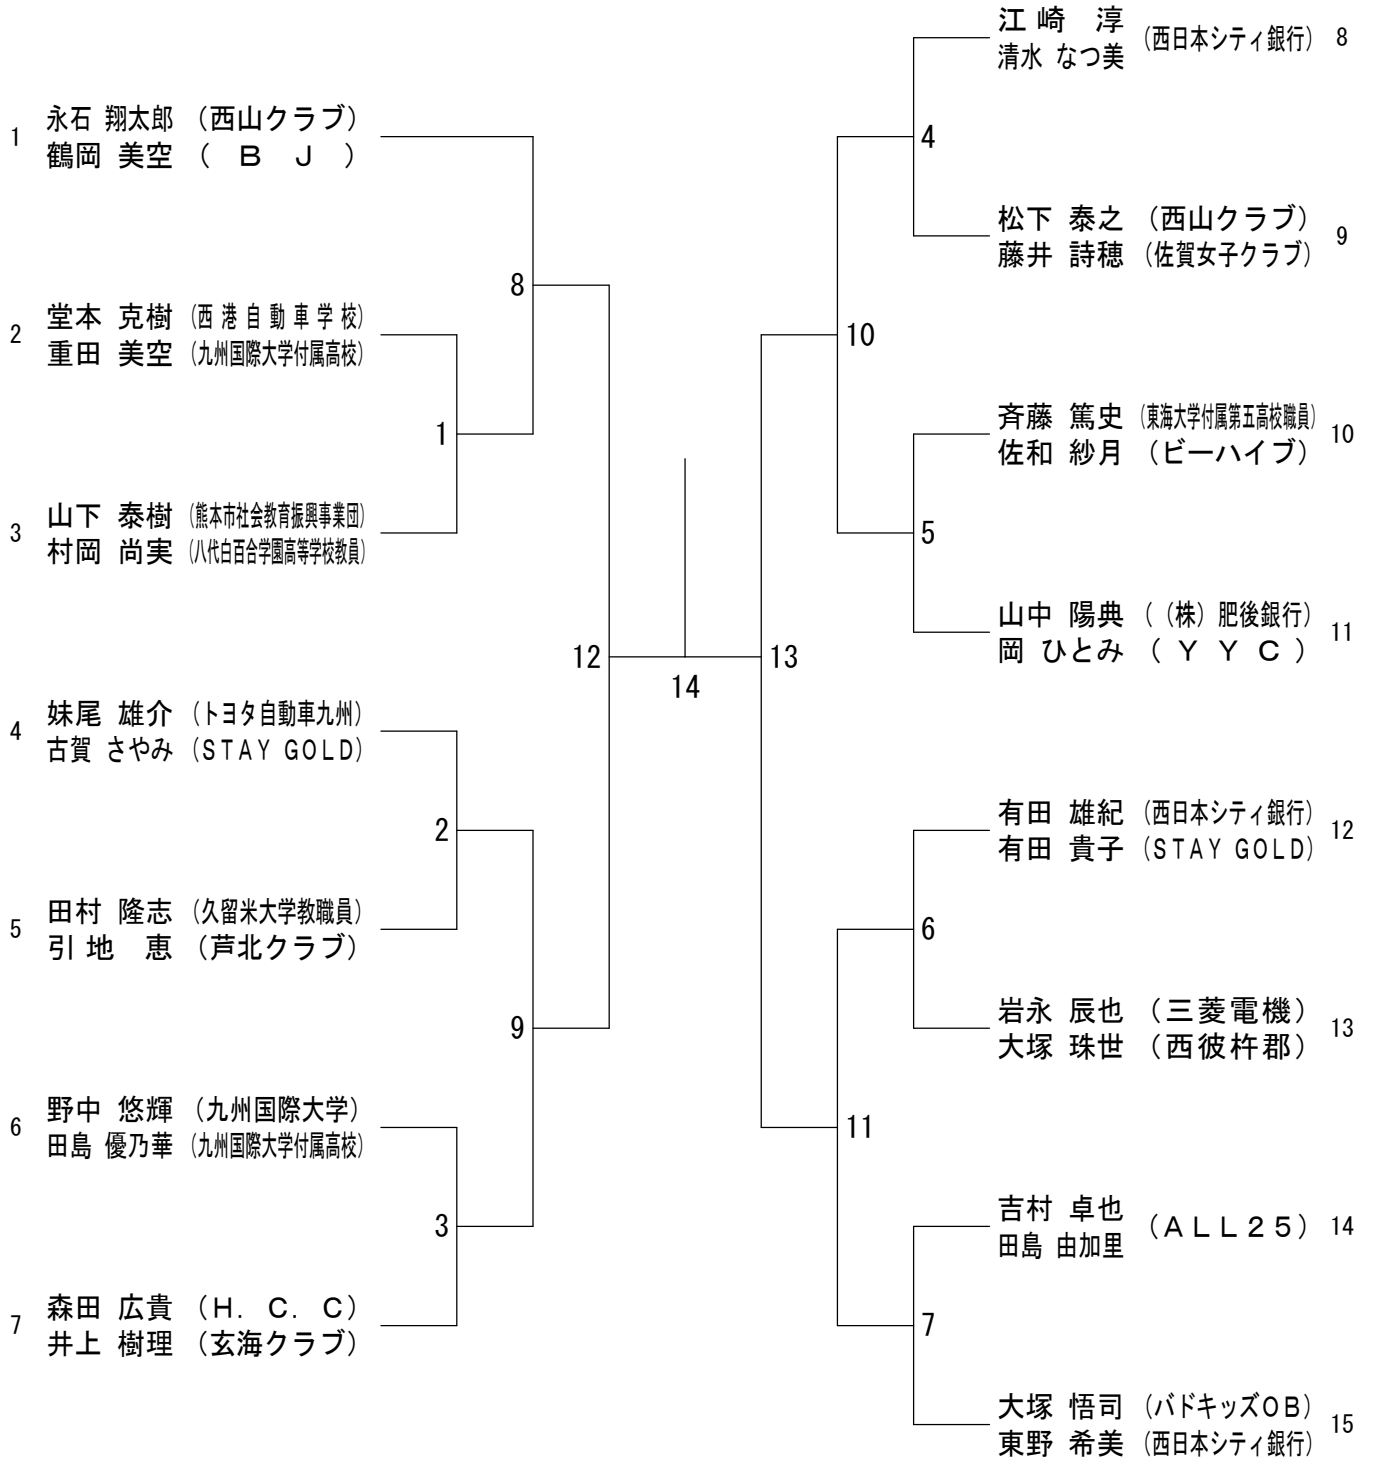 1 永石 翔太郎 (西山クラブ)
鶴岡 美空 ( B J )
2 堂本 克樹 (西港自動車学校)
重田 美空 (九州国際大学付属高校)
3 山下 泰樹 (熊本市社会教育振興事業団)
村岡 尚実 (八代白百合学園高等学校教員)
4 妹尾 雄介 (トヨタ自動車九州)
古賀 さやみ (STAY GOLD)
5 田村 隆志 (久留米大学教職員)
引地 恵 (芦北クラブ)
6 野中 悠輝 (九州国際大学)
田島 優乃華 (九州国際大学付属高校)
7 森田 広貴 (H. C. C)
井上 樹理 (玄海クラブ)
8
1
12
2
9
3
14
13
10
11
4
5
6
7
江崎 淳 (西日本シティ銀行) 8
清水 なつ美
松下 泰之 (西山クラブ) 9
藤井 詩穂 (佐賀女子クラブ)
斉藤 篤史 (東海大学付属第五高校職員) 10
佐和 紗月 (ビーハイブ)
山中 陽典 ((株)肥後銀行) 11
岡 ひとみ (YYC)
有田 雄紀 (西日本シティ銀行) 12
有田 貴子 (STAY GOLD)
岩永 辰也 (三菱電機) 13
大塚 珠世 (西彼杵郡)
吉村 卓也 (ALL25) 14
田島 由加里
大塚 悟司 (バドキッズOB) 15
東野 希美 (西日本シティ銀行)